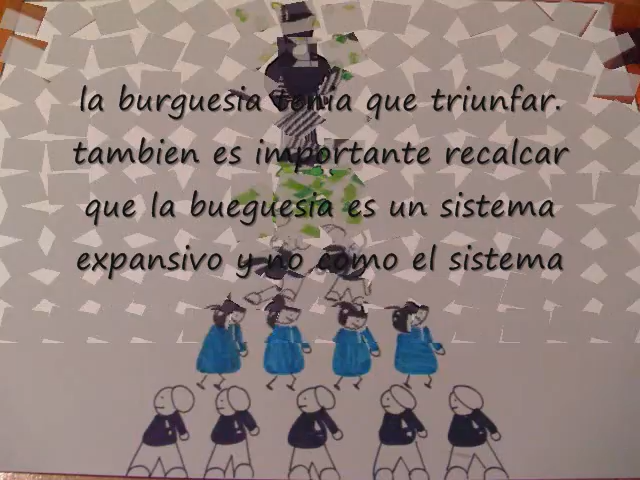 la burguesia tenia que triunfar.
tambien es importante recalcar
que la bueguesia es un sistema
expansivo y no como el sistema